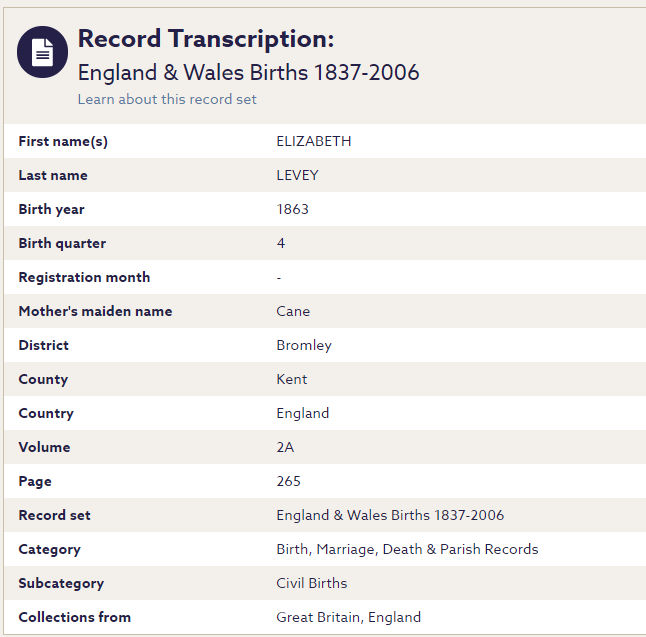 Record Transcription:
England & Wales Births 1837-2006
Learn about this record set
First name(s) ELIZABETH
Last name LEVEY
Birth year 1863
Birth quarter 4
Registration month -
Mother's maiden name Cane
District Bromley
County Kent
Country England
Volume 2A
Page 265
Record set England & Wales Births 1837-2006
Category Birth, Marriage, Death & Parish Records
Subcategory Civil Births
Collections from Great Britain, England